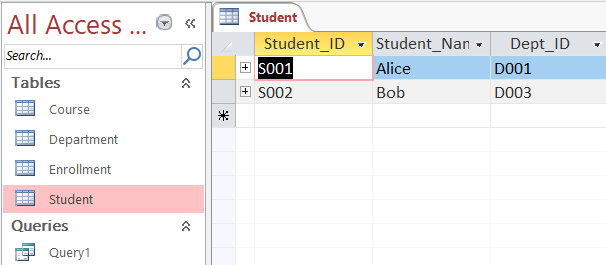 All Access ...
Search...
Tables
Course
Department
Enrollment
Student
Queries
Query1
Student
Student_ID Student_Nan Dept_ID
S001 Alice D001
S002 Bob D003